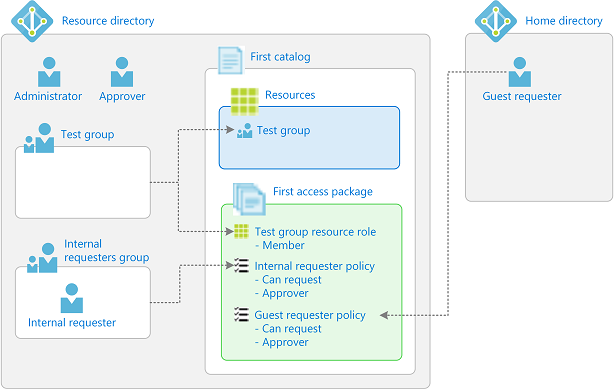 Resource directory
Home directory
First catalog
Administrator
Approver
Guest requester
Resources
Test group
Test group
First access package
Test group resource role
- Member
Internal
requesters group
Internal requester policy
- Can request
- Approver
Internal requester
Guest requester policy
- Can request
- Approver